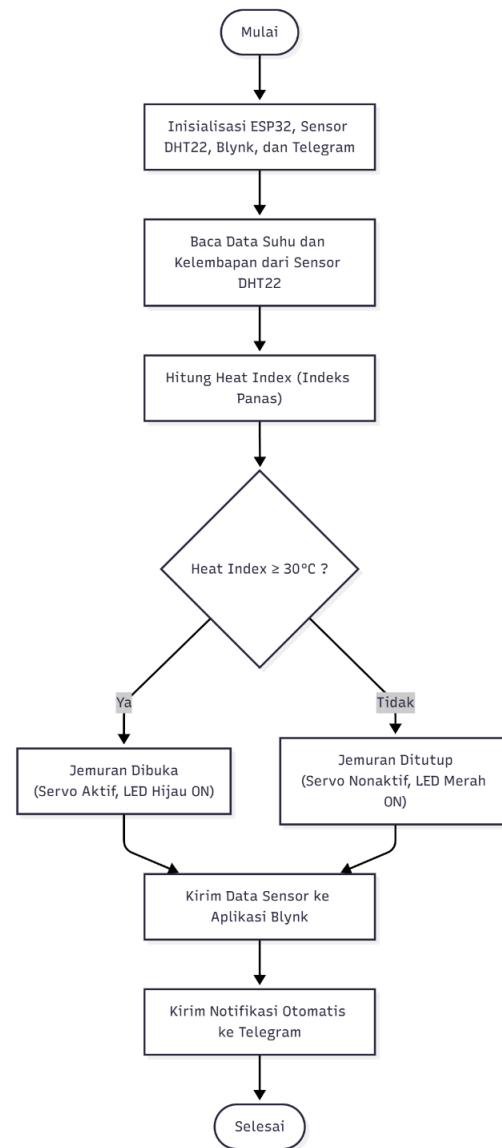 Mulai
Inisialisasi ESP32, Sensor
DHT22, Blynk, dan Telegram
Baca Data Suhu dan
Kelembapan dari Sensor
DHT22
Hitung Heat Index (Indeks
Panas)
Heat Index ≥ 30°C ?
Ya
Tidak
Jemuran Dibuka
(Servo Aktif, LED Hijau ON)
Jemuran Ditutup
(Servo Nonaktif, LED Merah
ON)
Kirim Data Sensor ke
Aplikasi Blynk
Kirim Notifikasi Otomatis
ke Telegram
Selesai